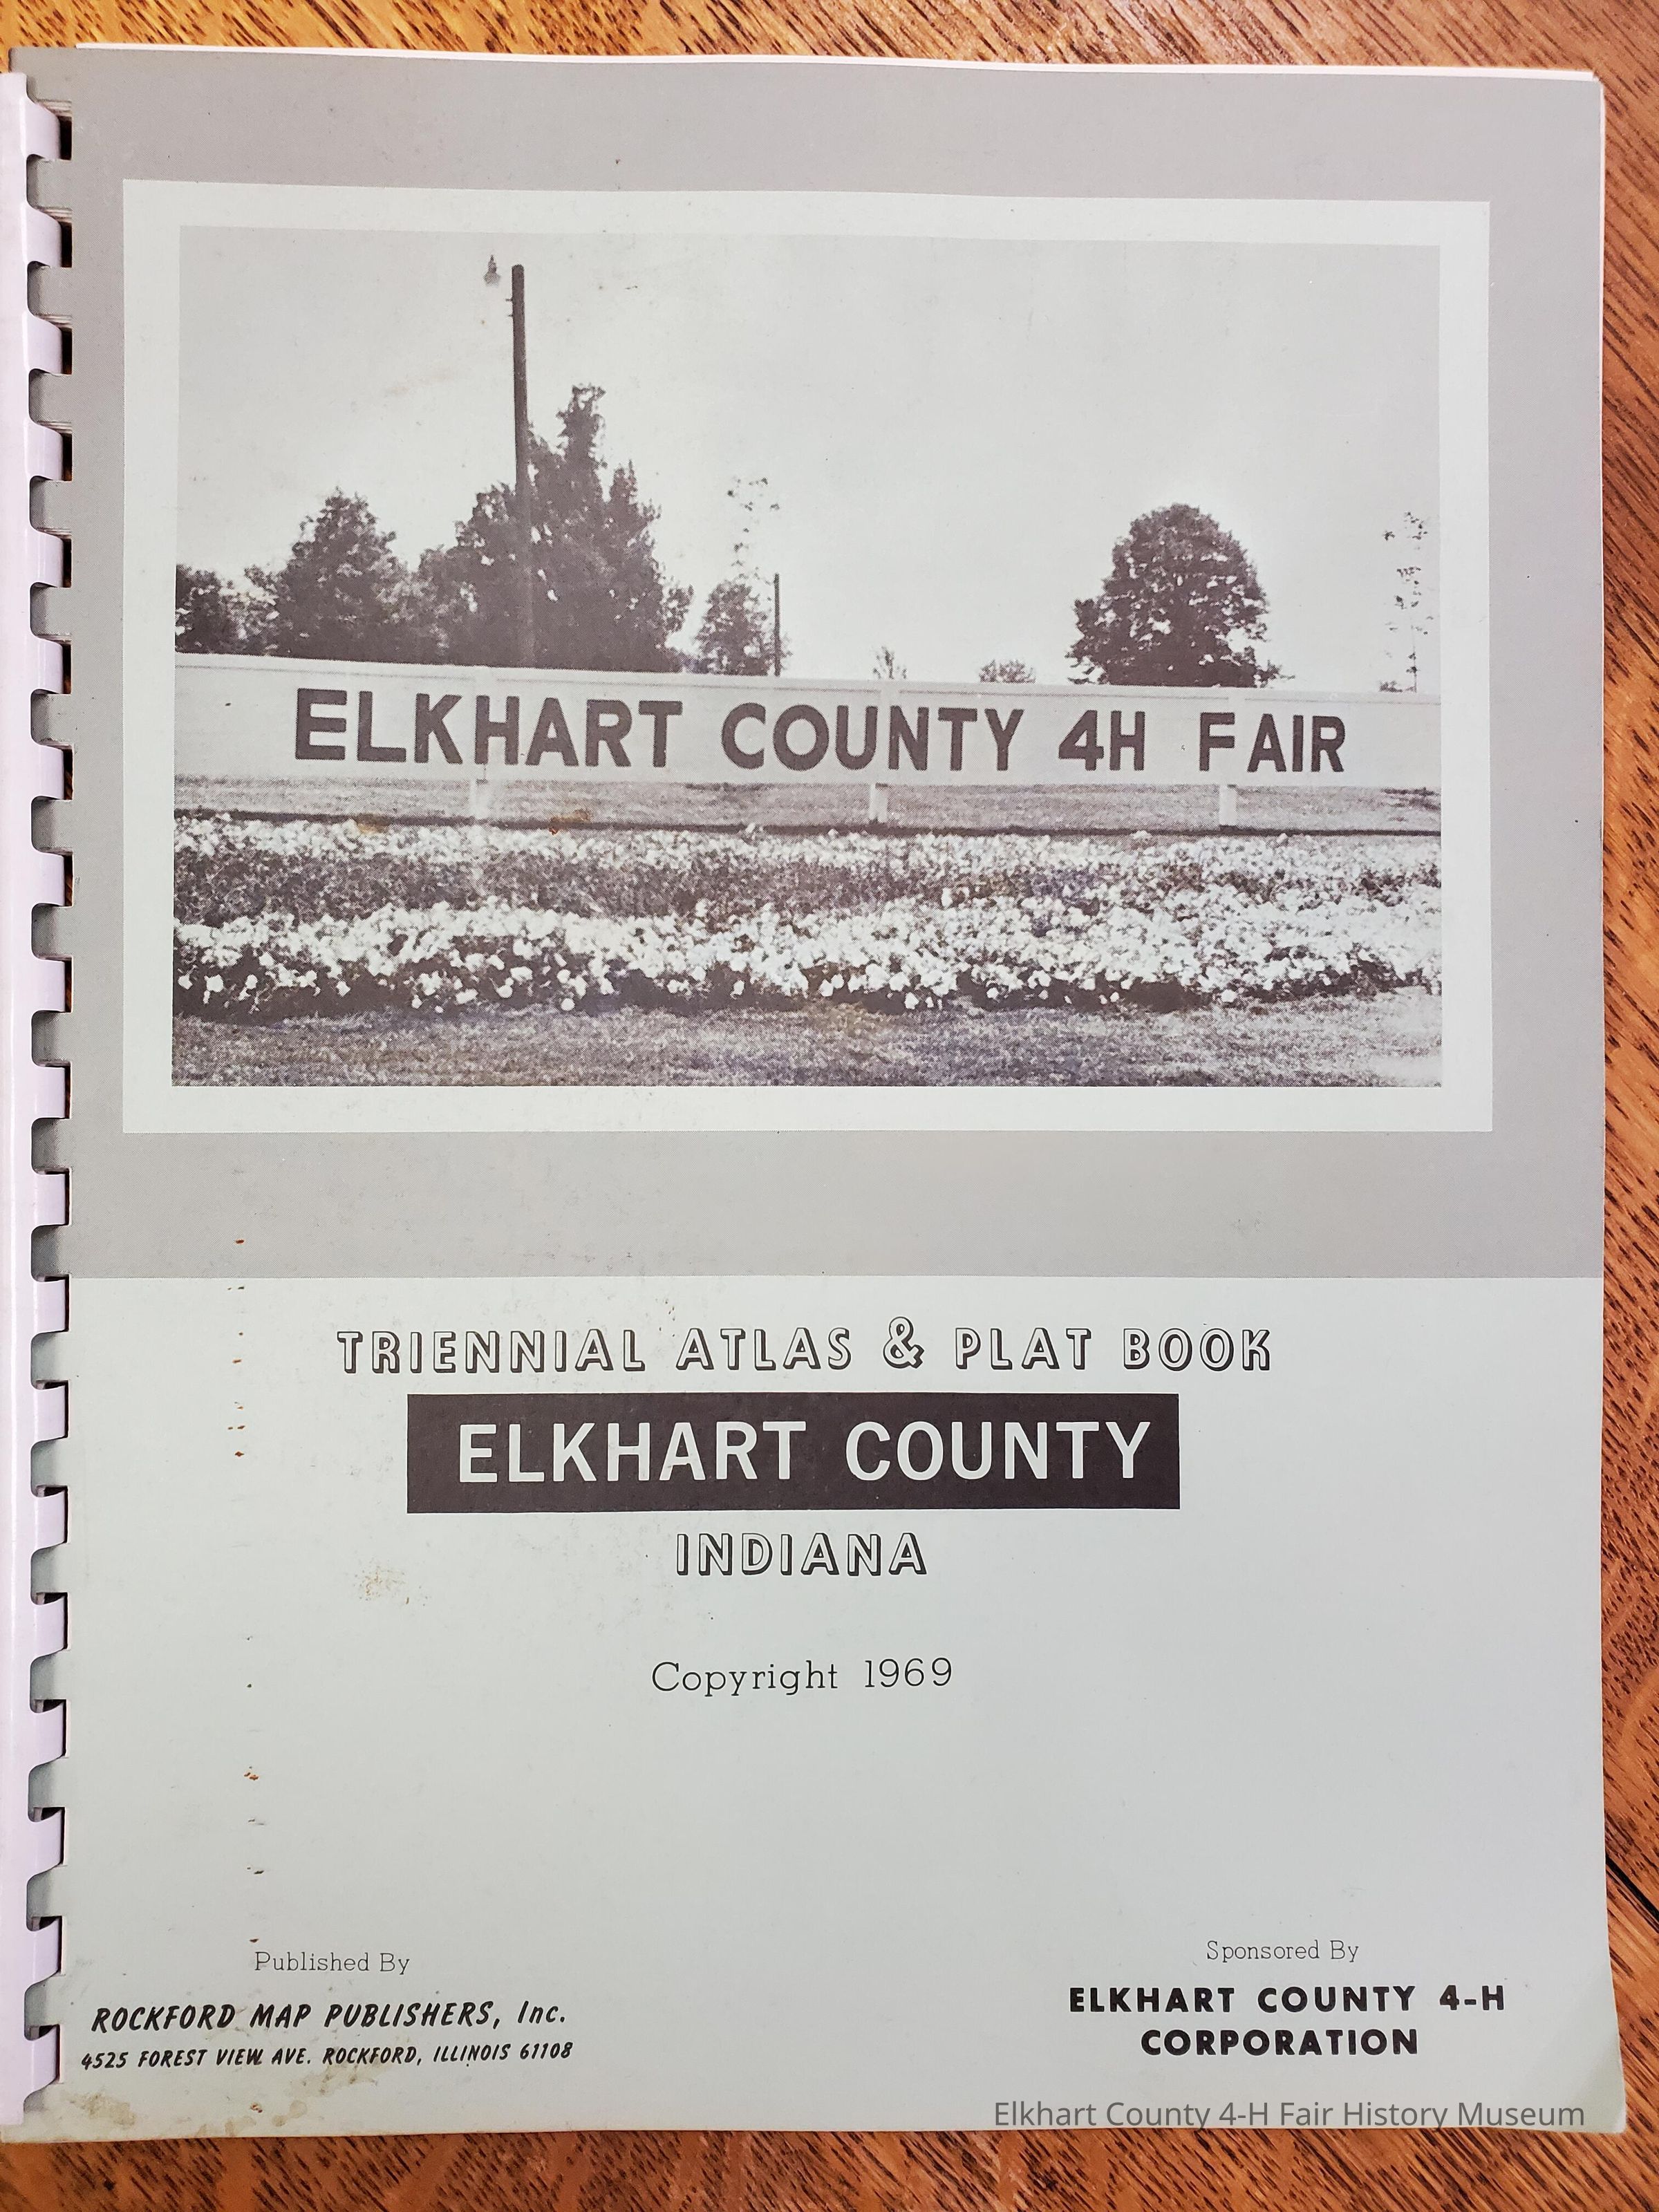 ELKHART COUNTY 4H FAIR
TRIENNIAL ATLAS & PLAT BOOK
ELKHART COUNTY
INDIANA
Copyright 1969
Published By
ROCKFORD MAP PUBLISHERS, Inc.
4525 FOREST VIEW AVE. ROCKFORD, ILLINOIS 61108
Sponsored By
ELKHART COUNTY 4-H
CORPORATION
Elkhart County 4-H Fair History Museum